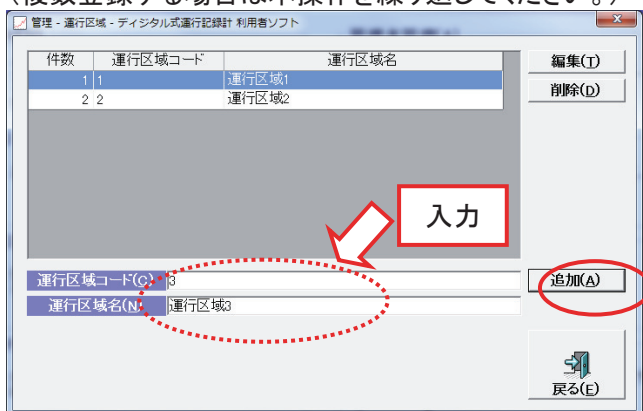 (複数登録する場合は本操作を繰り返してください。)
管理 - 運行区域 - ディジタル式運行記録計 利用者ソフト
件数 運行区域コード 運行区域名
1 1 運行区域1
2 2 運行区域2
編集(T)
削除(D)
入力
運行区域コード(C) 3
追加(A)
運行区域名(N) 運行区域3
戻る(E)